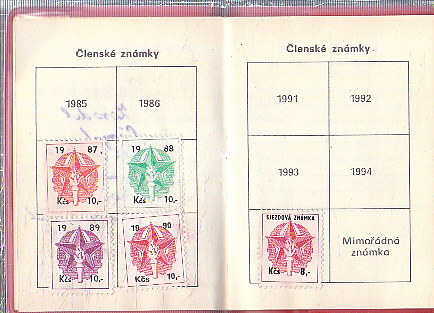 Členské známky
1985 1986
19 87
Kčs 10,-
19 88
Kčs 10,-
19 89
Kčs 10,-
19 90
Kčs 10,-
Členské známky
1991 1992
1993 1994
SJEZDOVÁ ZNÁMKA
Kčs 8,-
Mimořádná
známka